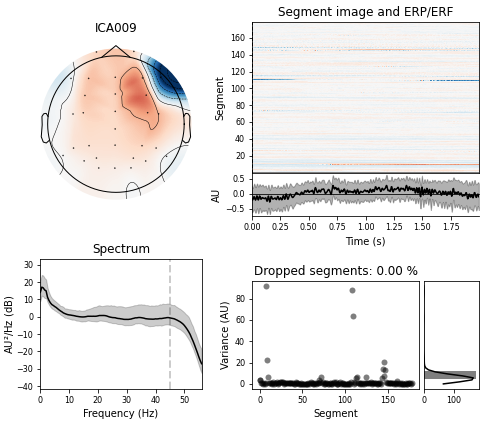 ICA009
Segment image and ERP/ERF
Segment
160
140
120
100
80
60
40
20
AU
0.5
0.0
−0.5
0.00 0.25 0.50 0.75 1.00 1.25 1.50 1.75
Time (s)
Spectrum
AU²/Hz (dB)
30
20
10
0
−10
−20
−30
−40
0 10 20 30 40 50
Frequency (Hz)
Dropped segments: 0.00 %
Variance (AU)
80
60
40
20
0
0 50 100 150
Segment
0 100